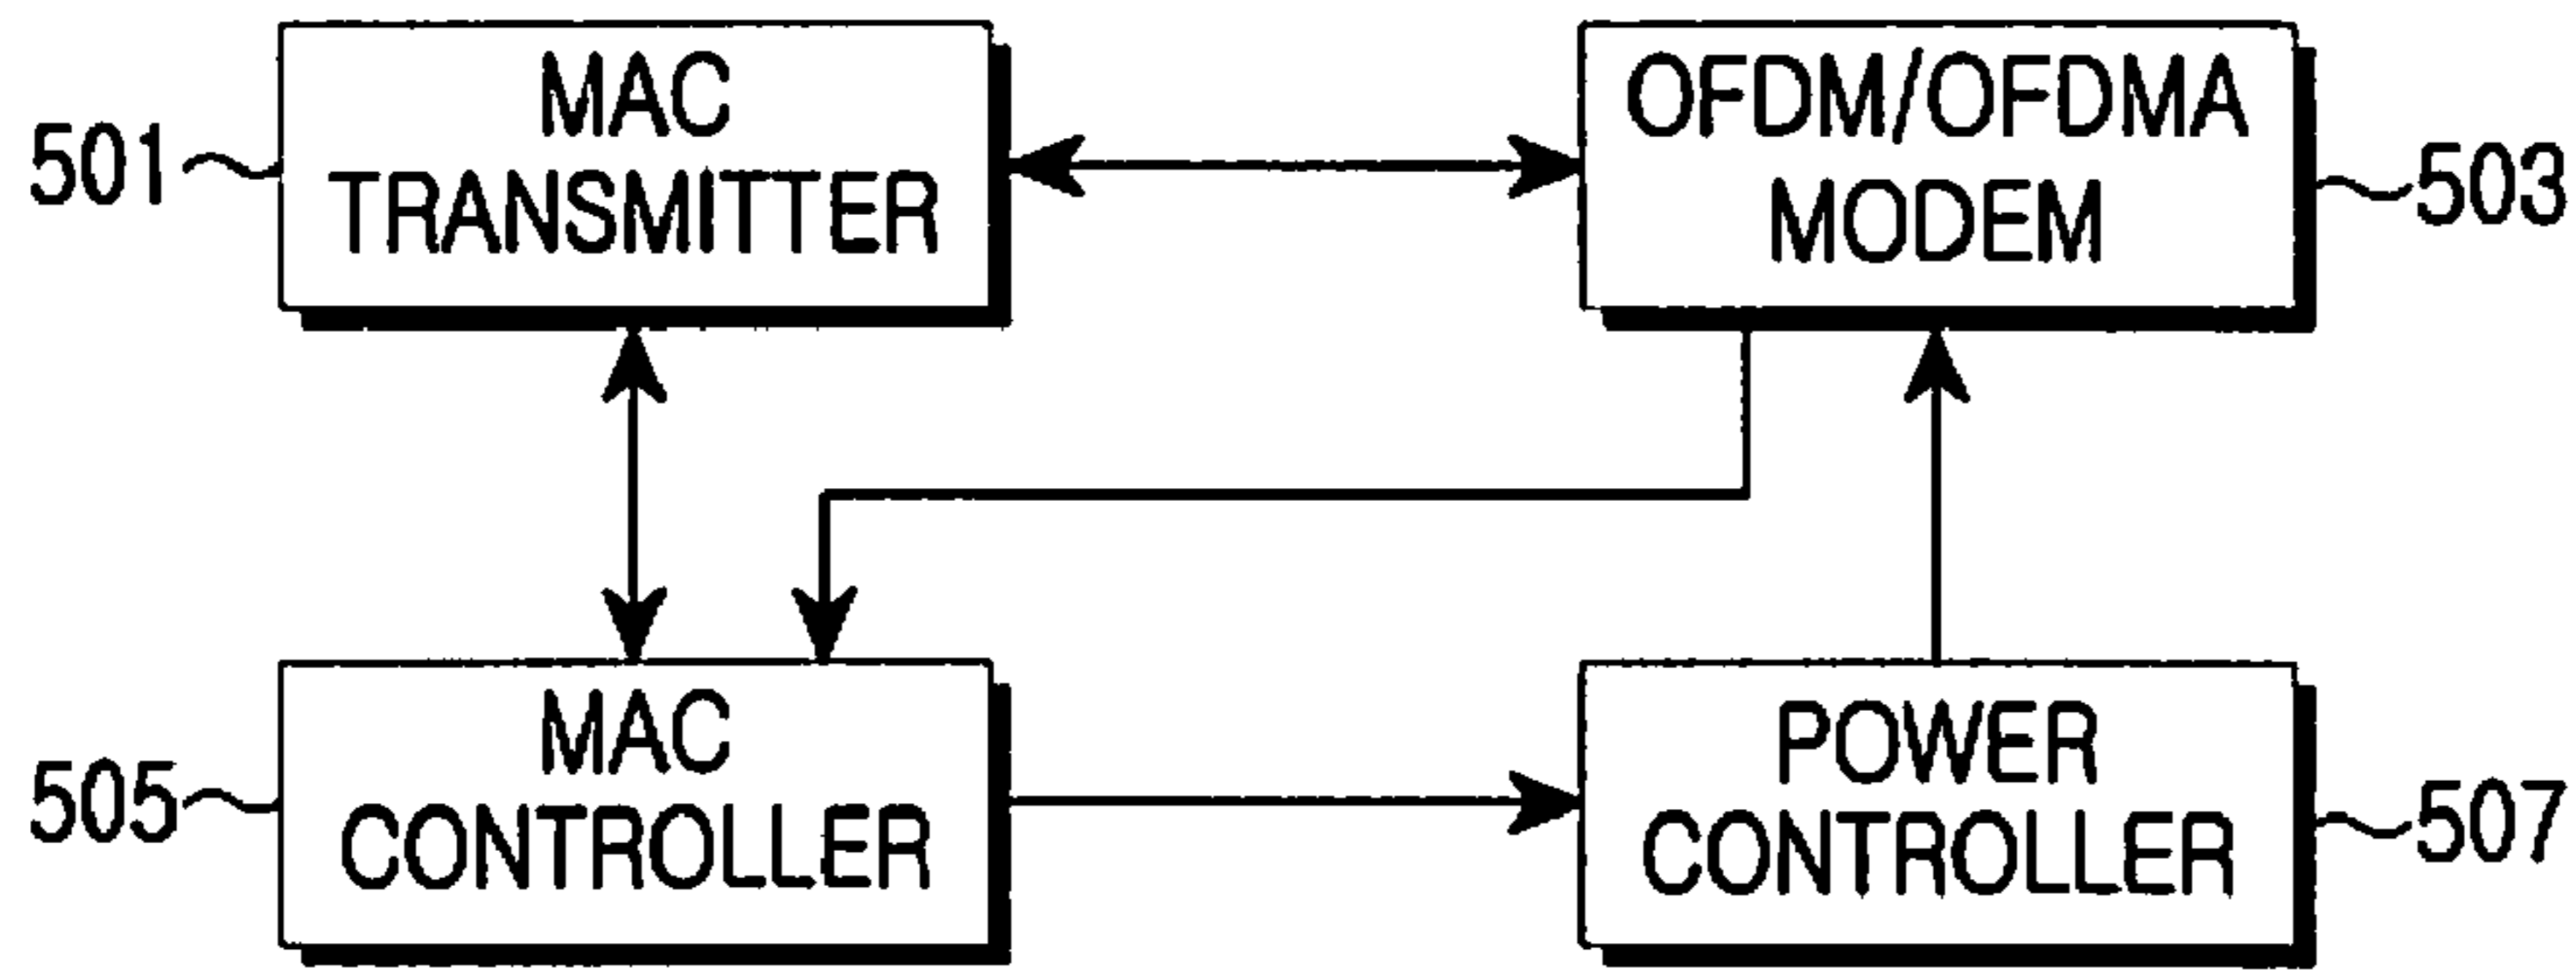 MAC
TRANSMITTER
501
OFDM/OFDMA
MODEM
503
MAC
CONTROLLER
505
POWER
CONTROLLER
507